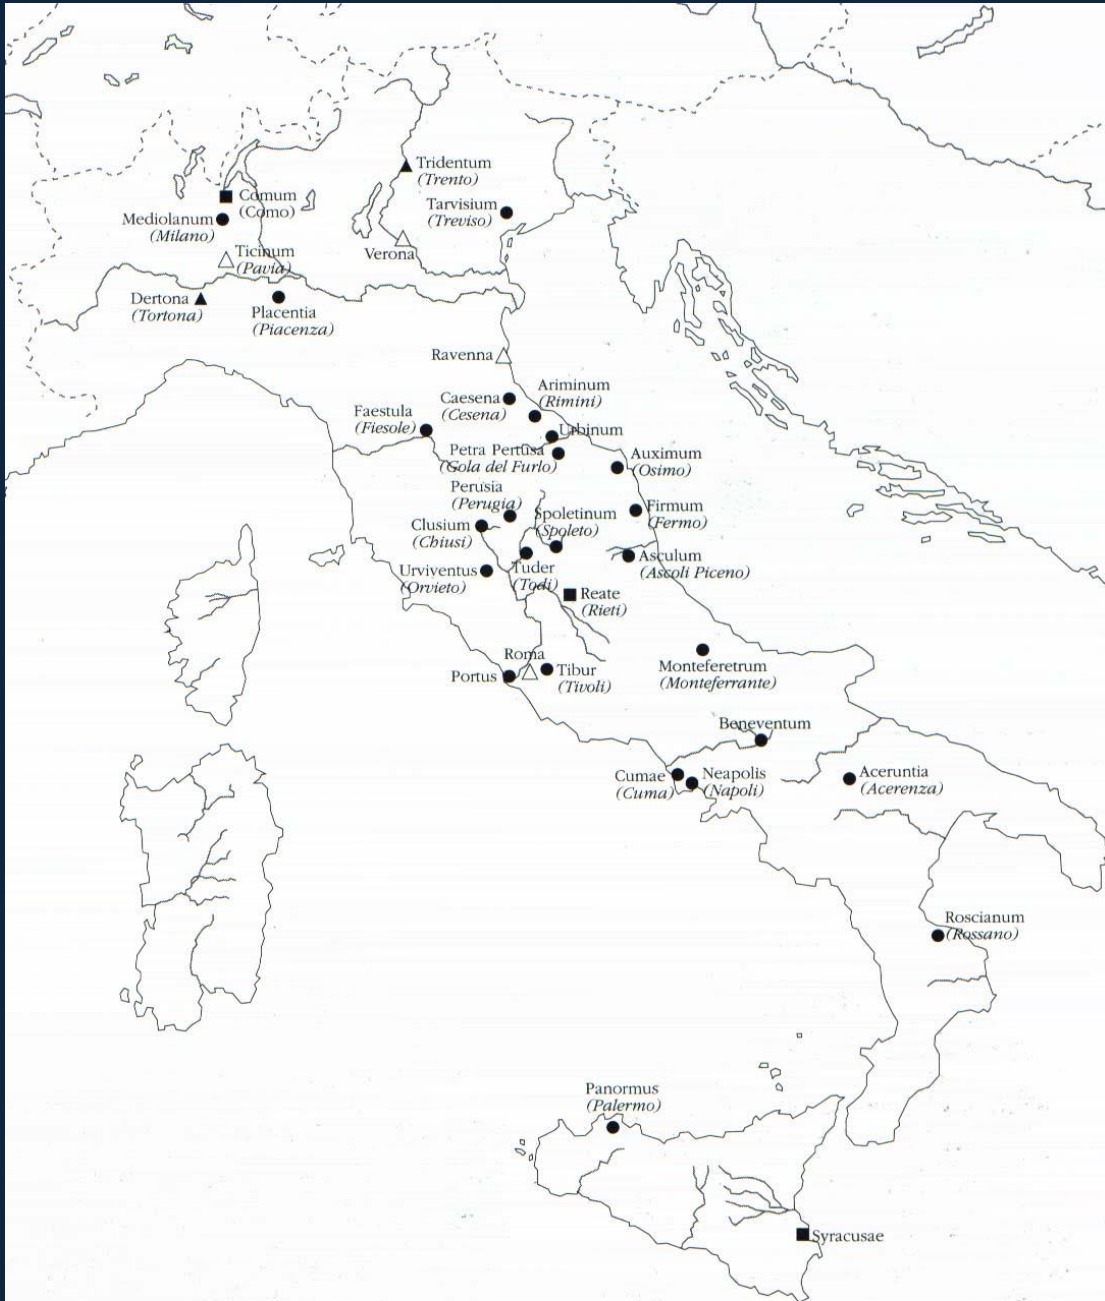 Tridentum
(Trento)
Comum
(Como)
Tarvisium
(Treviso)
Mediolanum
(Milano)
Ticinum
(Pavia)
Verona
Dertona
(Tortona)
Placentia
(Piacenza)
Ravenna
Ariminum
(Rimini)
Caesena
(Cesena)
Faestula
(Fiesole)
Urbinum
Petra Pertusa
(Gola del Furlo)
Auximum
(Osimo)
Perusia
(Perugia)
Spoletinum
(Spoleto)
Firmum
(Fermo)
Clusium
(Chiusi)
Asculum
(Ascoli Piceno)
Urviventus
(Orvieto)
Tuder
(Todi)
Reate
(Rieti)
Roma
Portus
Tibur
(Tivoli)
Monteferetrum
(Monteferrante)
Beneventum
Cumae
(Cuma)
Neapolis
(Napoli)
Aceruntia
(Acerenza)
Roscianum
(Rossano)
Panormus
(Palermo)
Syracusae